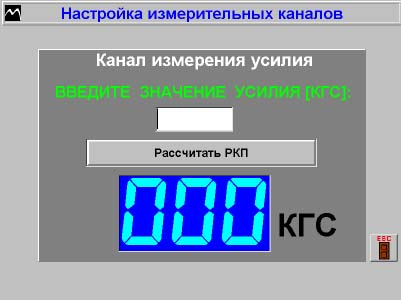 Настройка измерительных каналов
Канал измерения усилия
ВВЕДИТЕ ЗНАЧЕНИЕ УСИЛИЯ [КГС]:
Рассчитать РКП
000 КГС
ESC